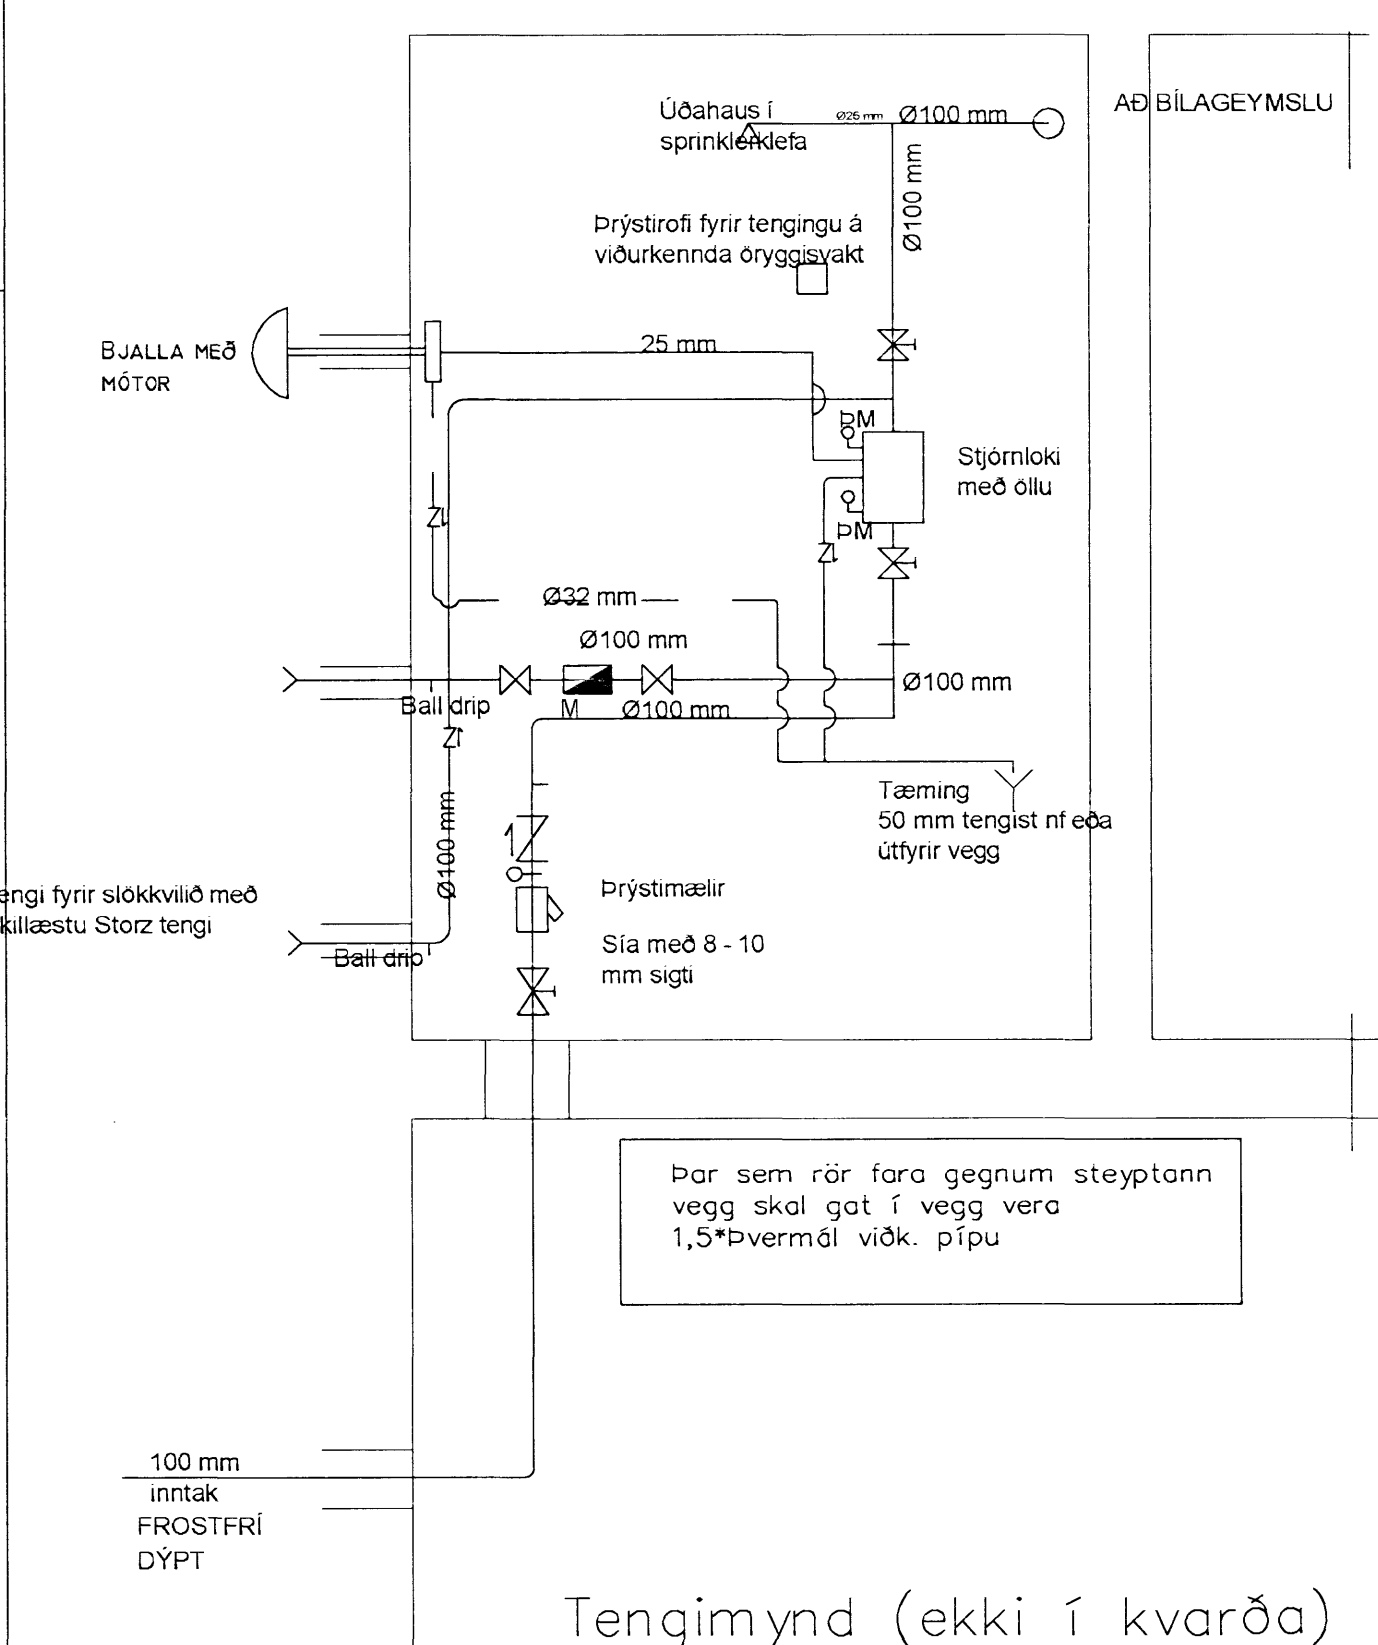 AÐ BÍLAGEYMSLU
Úðahaus í
sprinklerklefa
Ø25 mm
Ø100 mm
Ø100 mm
Þrýstirofi fyrir tengingu á
viðurkennda öryggisvakt
BJALLA MEÐ
MÓTOR
25 mm
ÞM
Stjórnloki
með öllu
ÞM
Ø32 mm
Ø100 mm
Ø100 mm
Ball drip
M
Ø100 mm
Tæming
50 mm tengist nf eða
útfyrir vegg
Ø100 mm
engi fyrir slökkvilið með
killæstu Storz tengi
Þrýstimælir
Sía með 8 - 10
mm sigti
Ball drip
Þar sem rör fara gegnum steyptann
vegg skal gat í vegg vera
1,5*Þvermál viðk. pípu
100 mm
inntak
FROSTFRÍ
DÝPT
Tengimynd (ekki í kvarða)